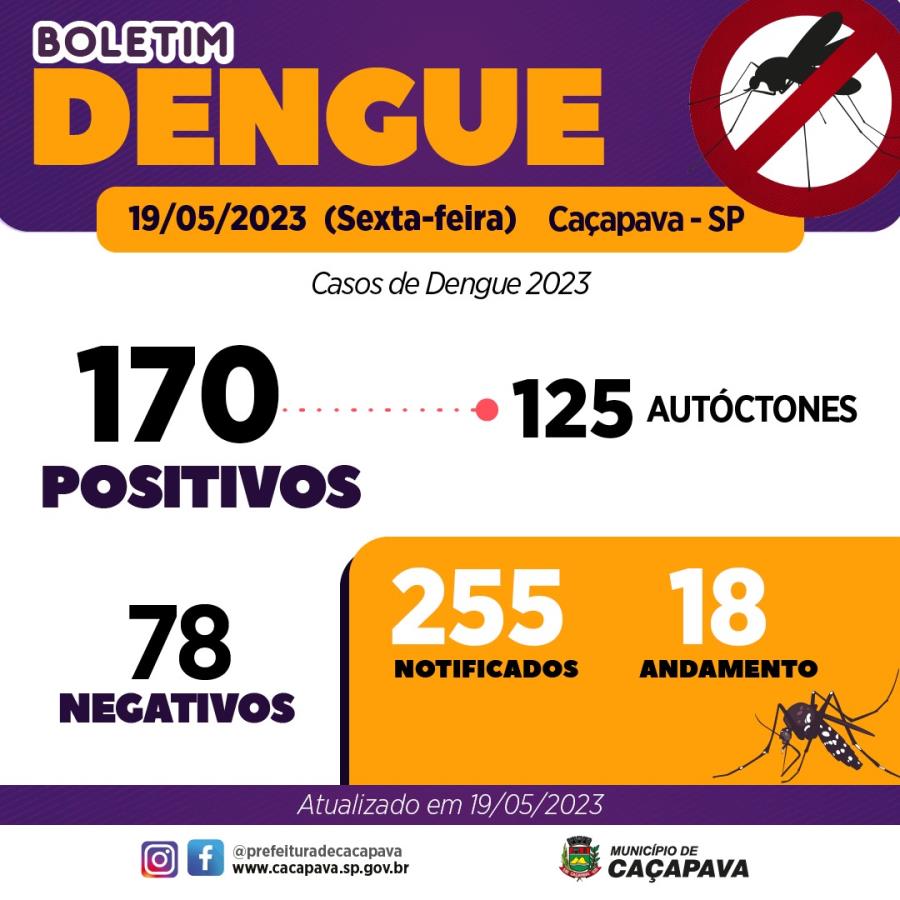 BOLETIM
DENGUE
19/05/2023 (Sexta-feira) Caçapava - SP
Casos de Dengue 2023
170
POSITIVOS
125 AUTÓCTONES
78
NEGATIVOS
255
NOTIFICADOS
18
ANDAMENTO
Atualizado em 19/05/2023
@prefeituradecacapava
www.cacapava.sp.gov.br
MUNICÍPIO DE
CAÇAPAVA